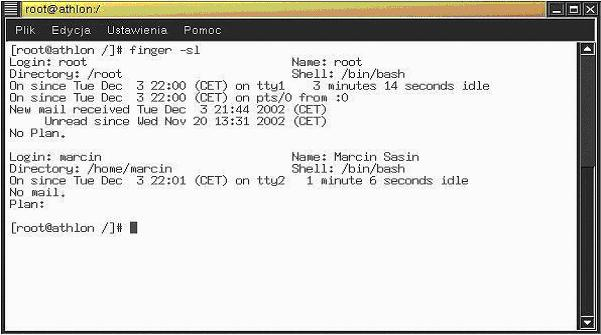 root@athlon:/
Plik Edycja Ustawienia Pomoc
[root@athlon /]# finger -sl
Login: root Name: root
Directory: /root Shell: /bin/bash
On since Tue Dec  3 22:00 (CET) on tty1    3 minutes 14 seconds idle
On since Tue Dec  3 22:00 (CET) on pts/0 from :0
New mail received Tue Dec  3 21:44 2002 (CET)
     Unread since Wed Nov 20 13:31 2002 (CET)
No Plan.
Login: marcin Name: Marcin Sasin
Directory: /home/marcin Shell: /bin/bash
On since Tue Dec  3 22:01 (CET) on tty2   1 minute 6 seconds idle
No mail.
Plan:
[root@athlon /]#